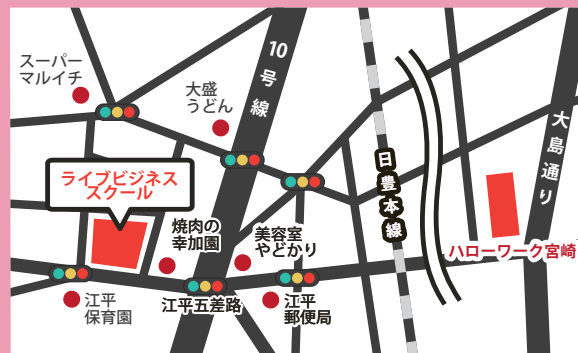 スーパー
マルイチ
大盛
うどん
10号線
大島通り
日豊本線
ライブビジネス
スクール
焼肉の
幸加園
美容室
やどかり
ハローワーク宮崎
江平
保育園
江平五差路
江平
郵便局